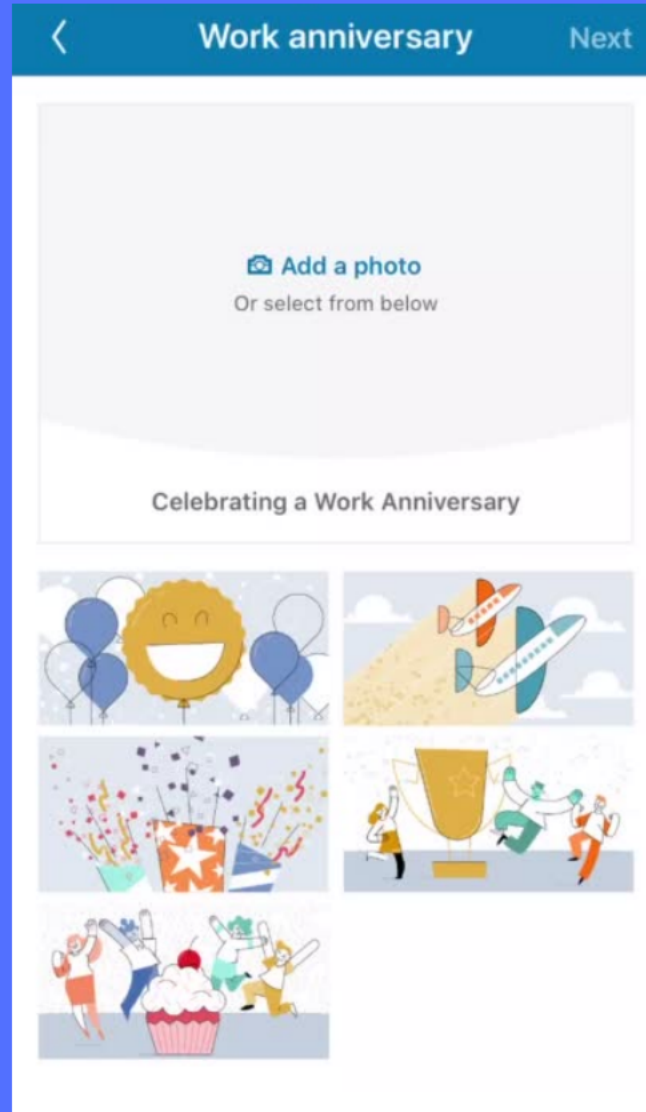 Work anniversary
Next
Add a photo
Or select from below
Celebrating a Work Anniversary